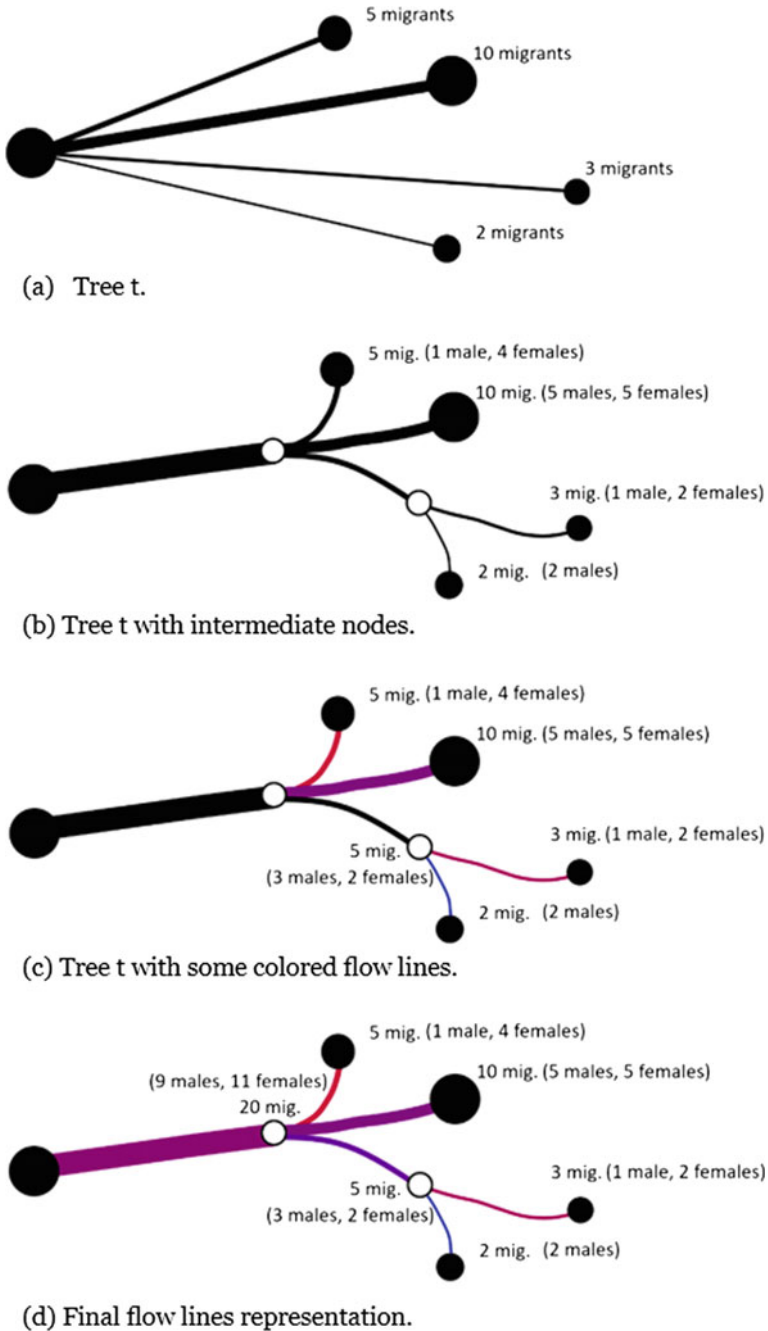 5 migrants
10 migrants
3 migrants
2 migrants
(a) Tree t.
5 mig. (1 male, 4 females)
10 mig. (5 males, 5 females)
3 mig. (1 male, 2 females)
2 mig. (2 males)
(b) Tree t with intermediate nodes.
5 mig. (1 male, 4 females)
10 mig. (5 males, 5 females)
3 mig. (1 male, 2 females)
5 mig.
(3 males, 2 females)
2 mig. (2 males)
(c) Tree t with some colored flow lines.
5 mig. (1 male, 4 females)
(9 males, 11 females)
20 mig.
10 mig. (5 males, 5 females)
3 mig. (1 male, 2 females)
5 mig.
(3 males, 2 females)
2 mig. (2 males)
(d) Final flow lines representation.